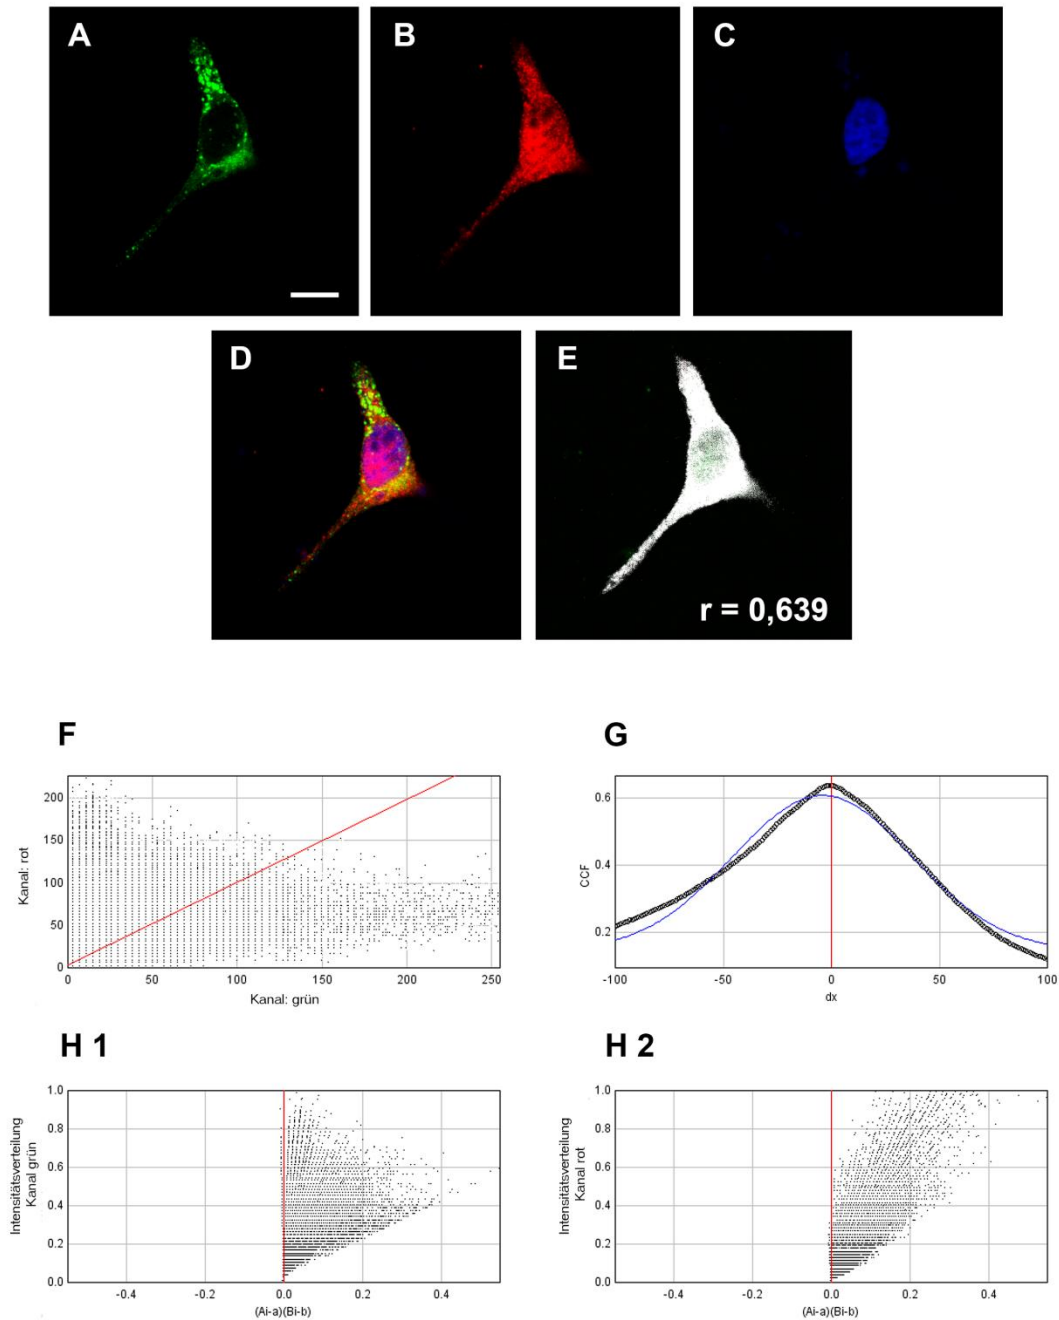 A
B
C
D
E
r = 0,639
F
Kanal: rot
200
150
100
50
0
0
50
100
150
200
250
Kanal: grün
G
CCF
0.6
0.4
0.2
-100
-50
0
50
100
dx
H 1
Intensitätsverteilung
Kanal grün
1.0
0.8
0.6
0.4
0.2
0.0
-0.4
-0.2
0.0
0.2
0.4
(Ai-a)(Bi-b)
H 2
Intensitätsverteilung
Kanal rot
1.0
0.8
0.6
0.4
0.2
0.0
-0.4
-0.2
0.0
0.2
0.4
(Ai-a)(Bi-b)